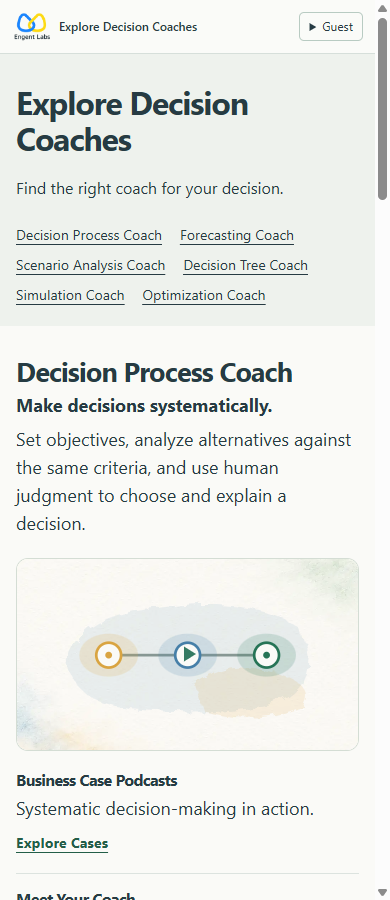 Engent Labs
Explore Decision Coaches
Guest
Explore Decision
Coaches
Find the right coach for your decision.
Decision Process Coach
Forecasting Coach
Scenario Analysis Coach
Decision Tree Coach
Simulation Coach
Optimization Coach
Decision Process Coach
Make decisions systematically.
Set objectives, analyze alternatives against
the same criteria, and use human
judgment to choose and explain a
decision.
Business Case Podcasts
Systematic decision-making in action.
Explore Cases
Meet Your Coach